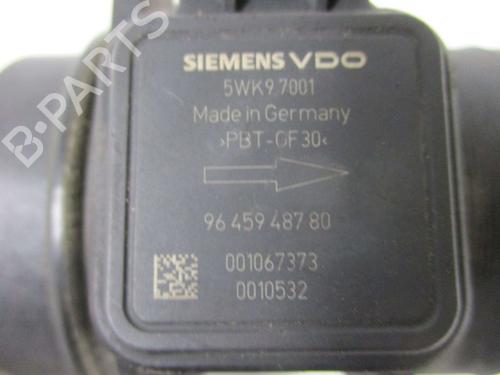 SIEMENS VDO
5WK9 7001
Made in Germany
>PBT-GF30<
96 459 487 80
001067373
0010532
B-PARTS